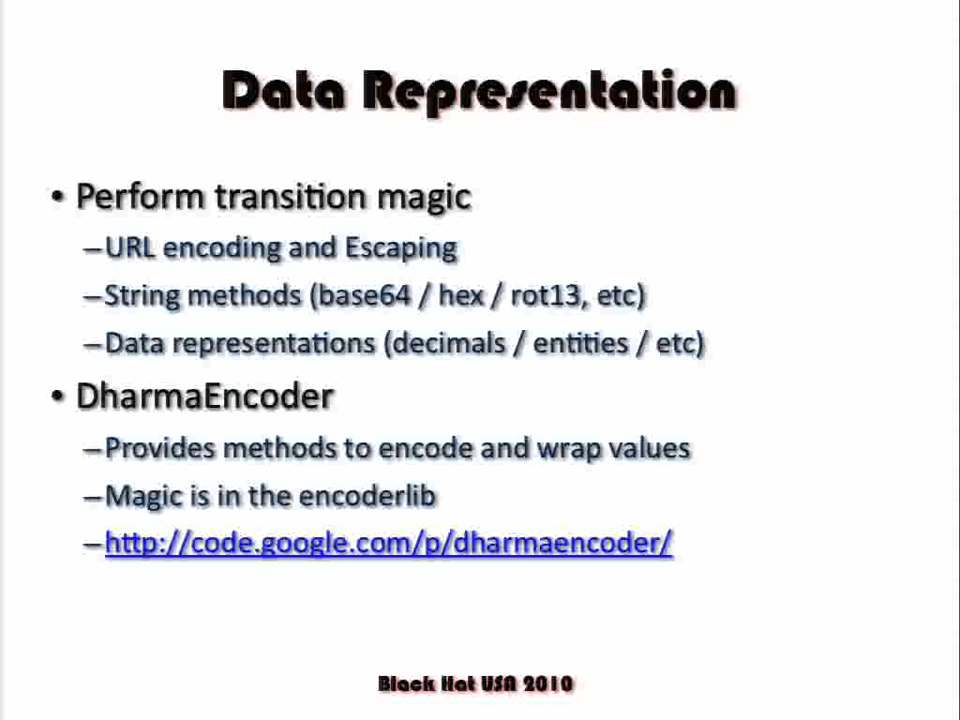 Data Representation
• Perform transition magic
–URL encoding and Escaping
–String methods (base64 / hex / rot13, etc)
–Data representations (decimals / entities / etc)
• DharmaEncoder
–Provides methods to encode and wrap values
–Magic is in the encoderlib
–http://code.google.com/p/dharmaencoder/
Black Hat USA 2010